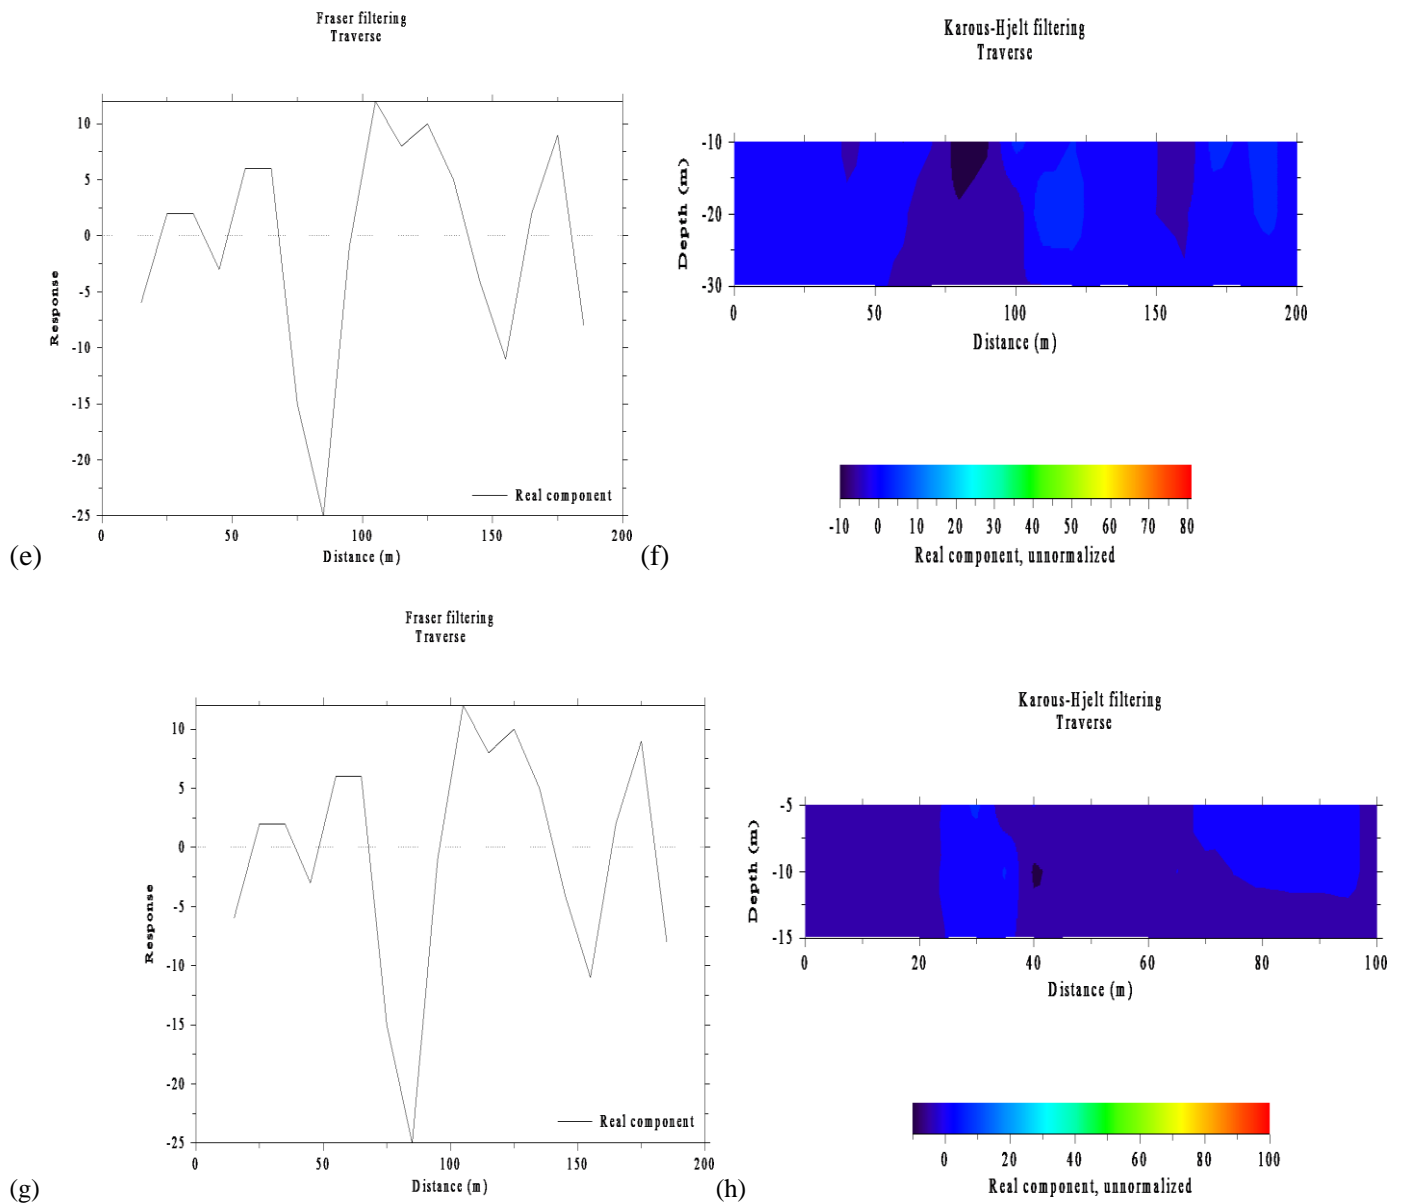 Fraser filtering
Traverse
10
5
0
-5
-10
-15
-20
-25
Response
Real component
0 50 100 150 200
Distance (m)
(e)
Karous-Hjelt filtering
Traverse
-10
-20
-30
Depth (m)
0 50 100 150 200
Distance (m)
-10 0 10 20 30 40 50 60 70 80
Real component, unnormalized
(f)
Fraser filtering
Traverse
10
5
0
-5
-10
-15
-20
-25
Response
Real component
0 50 100 150 200
Distance (m)
(g)
Karous-Hjelt filtering
Traverse
-5
-10
-15
Depth (m)
0 20 40 60 80 100
Distance (m)
0 20 40 60 80 100
Real component, unnormalized
(h)